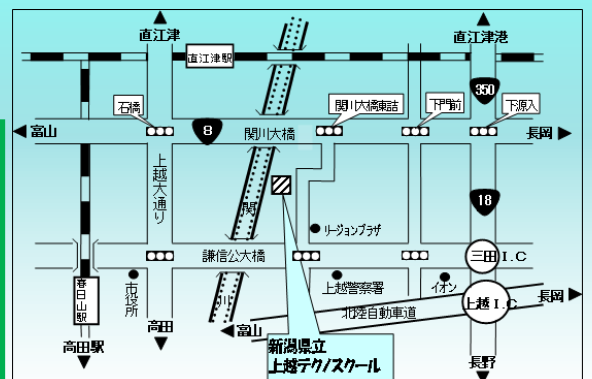 直江津
直江津港
直江津駅
350
石橋
関川大橋東詰
下門前
下源入
富山
8
関川大橋
長岡
上越大通り
関
18
リージョンプラザ
謙信公大橋
三田I.C
春日山駅
市役所
川
上越警察署
イオン
上越I.C
長岡
北陸自動車道
高田
富山
高田駅
新潟県立
上越テクノスクール
長野